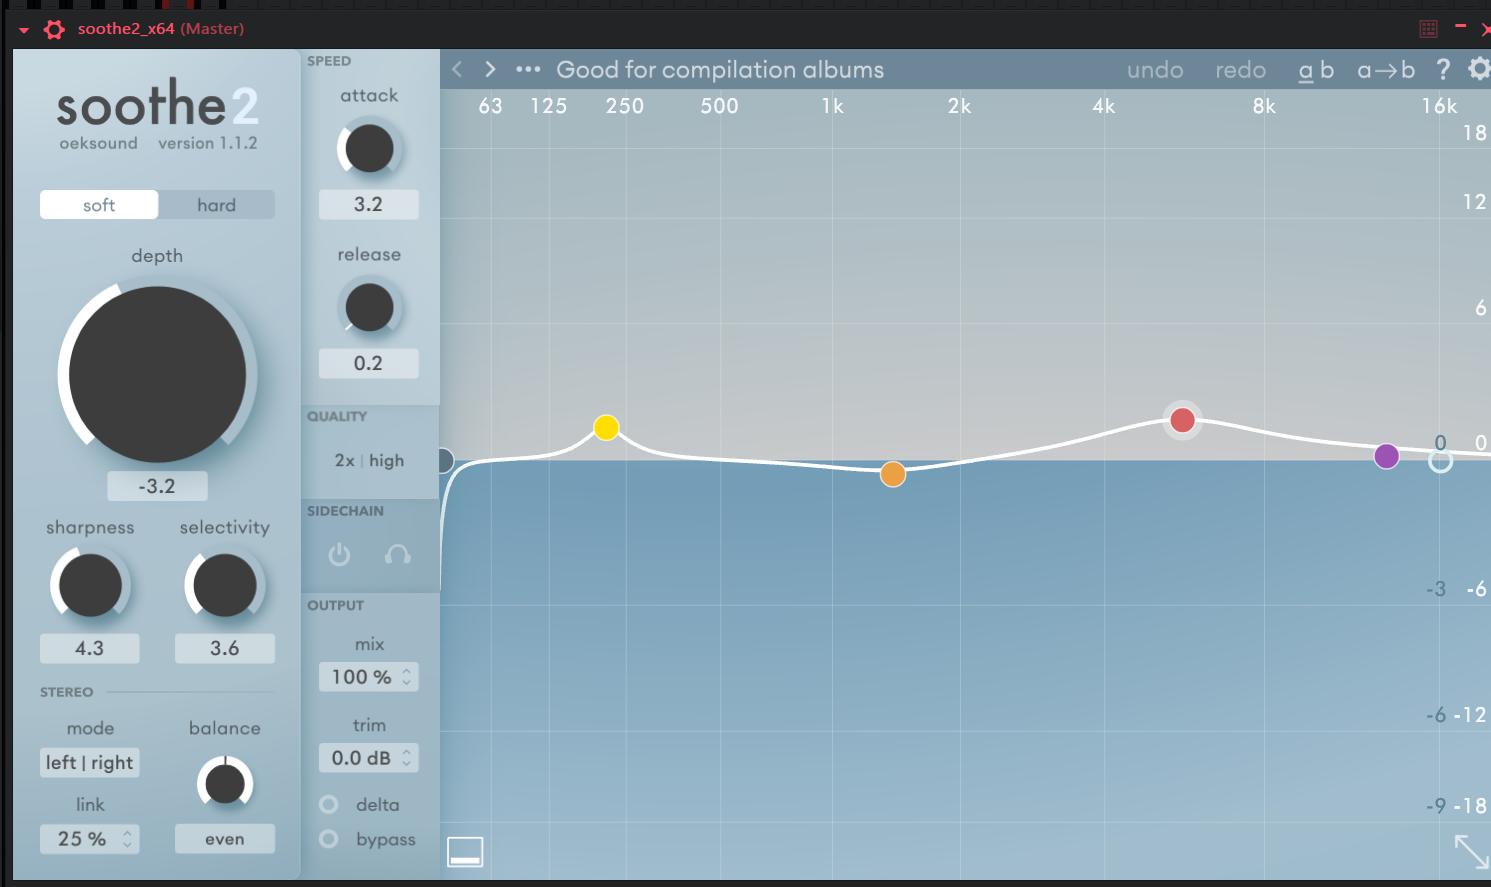 soothe2_x64 (Master)
soothe2
oeksound version 1.1.2
soft hard
depth
-3.2
sharpness selectivity
4.3 3.6
STEREO
mode balance
left | right
link
25 % even
SPEED
attack
3.2
release
0.2
QUALITY
2x | high
SIDECHAIN
OUTPUT
mix
100 %
trim
0.0 dB
delta
bypass
< > ••• Good for compilation albums undo redo a b a→b ?
63 125 250 500 1k 2k 4k 8k 16k
18
12
6
0 0
-3 -6
-6 -12
-9 -18